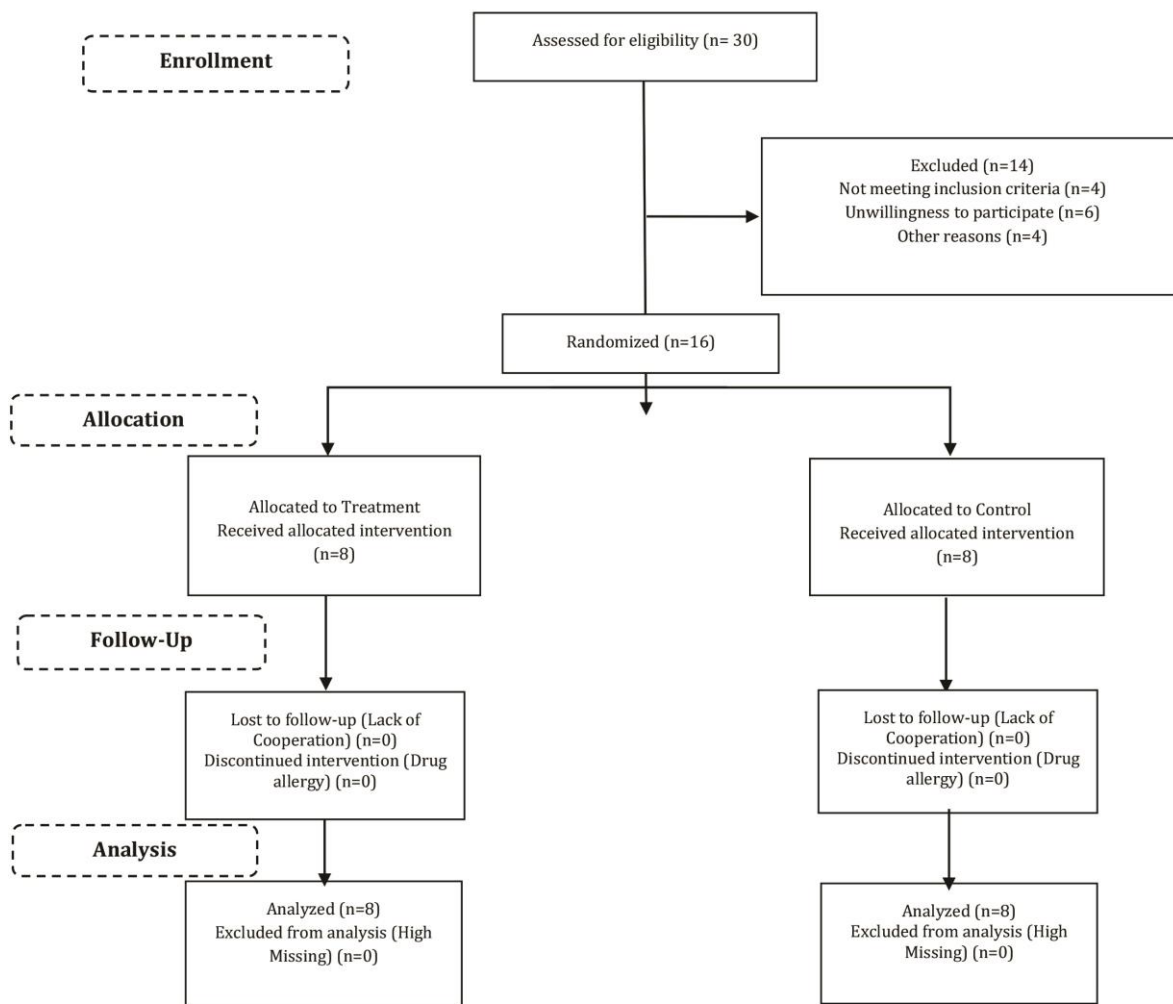 Assessed for eligibility (n= 30)
Enrollment
Excluded (n=14)
Not meeting inclusion criteria (n=4)
Unwillingness to participate (n=6)
Other reasons (n=4)
Randomized (n=16)
Allocation
Allocated to Treatment
Received allocated intervention
(n=8)
Allocated to Control
Received allocated intervention
(n=8)
Follow-Up
Lost to follow-up (Lack of
Cooperation) (n=0)
Discontinued intervention (Drug
allergy) (n=0)
Lost to follow-up (Lack of
Cooperation) (n=0)
Discontinued intervention (Drug
allergy) (n=0)
Analysis
Analyzed (n=8)
Excluded from analysis (High
Missing) (n=0)
Analyzed (n=8)
Excluded from analysis (High
Missing) (n=0)